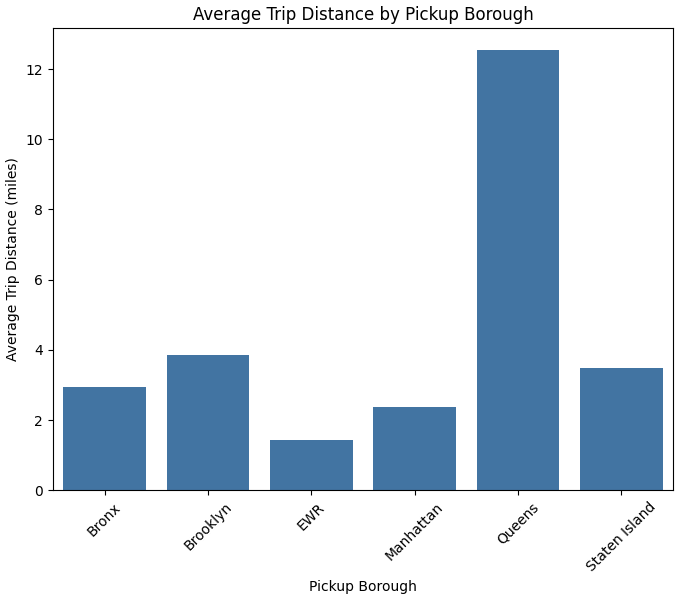 Average Trip Distance by Pickup Borough
Average Trip Distance (miles)
12
10
8
6
4
2
0
Bronx
Brooklyn
EWR
Manhattan
Queens
Staten Island
Pickup Borough